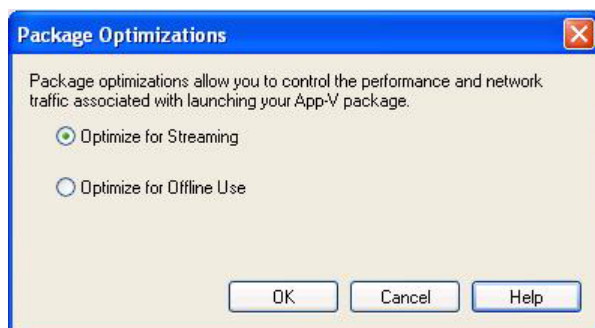 Package Optimizations
Package optimizations allow you to control the performance and network
traffic associated with launching your App-V package.
Optimize for Streaming
Optimize for Offline Use
OK Cancel Help